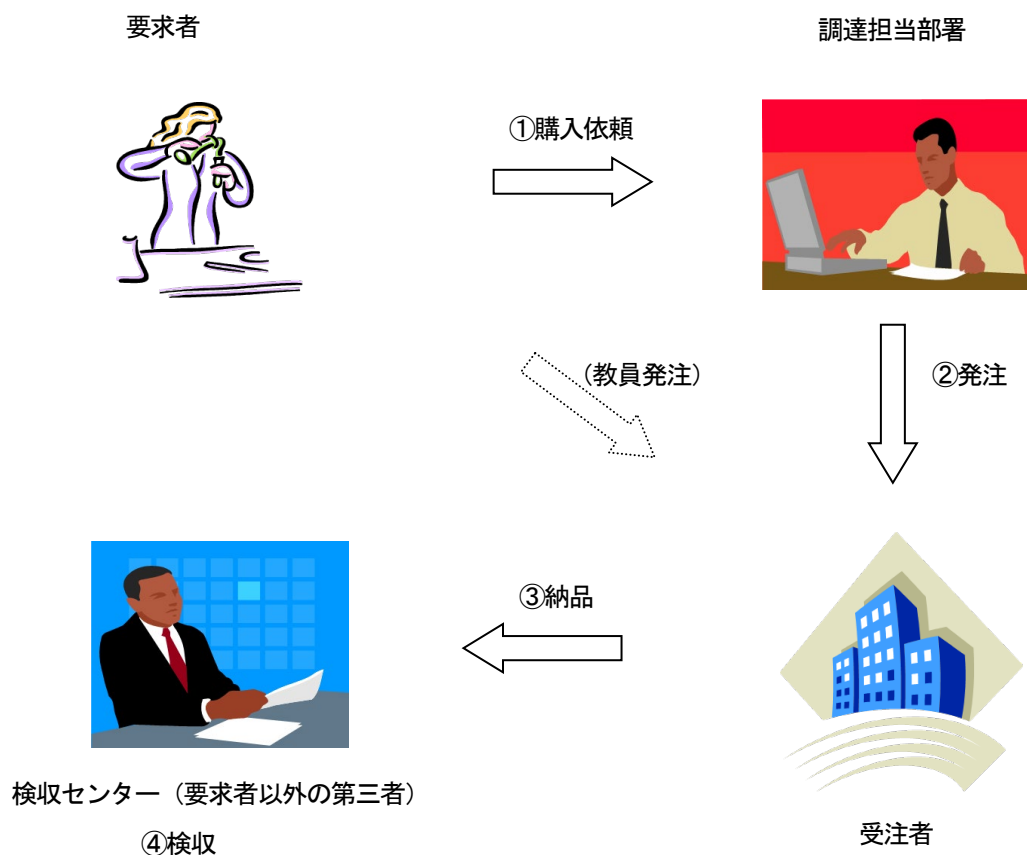 要求者
調達担当部署
①購入依頼
（教員発注）
②発注
③納品
検収センター（要求者以外の第三者）
④検収
受注者